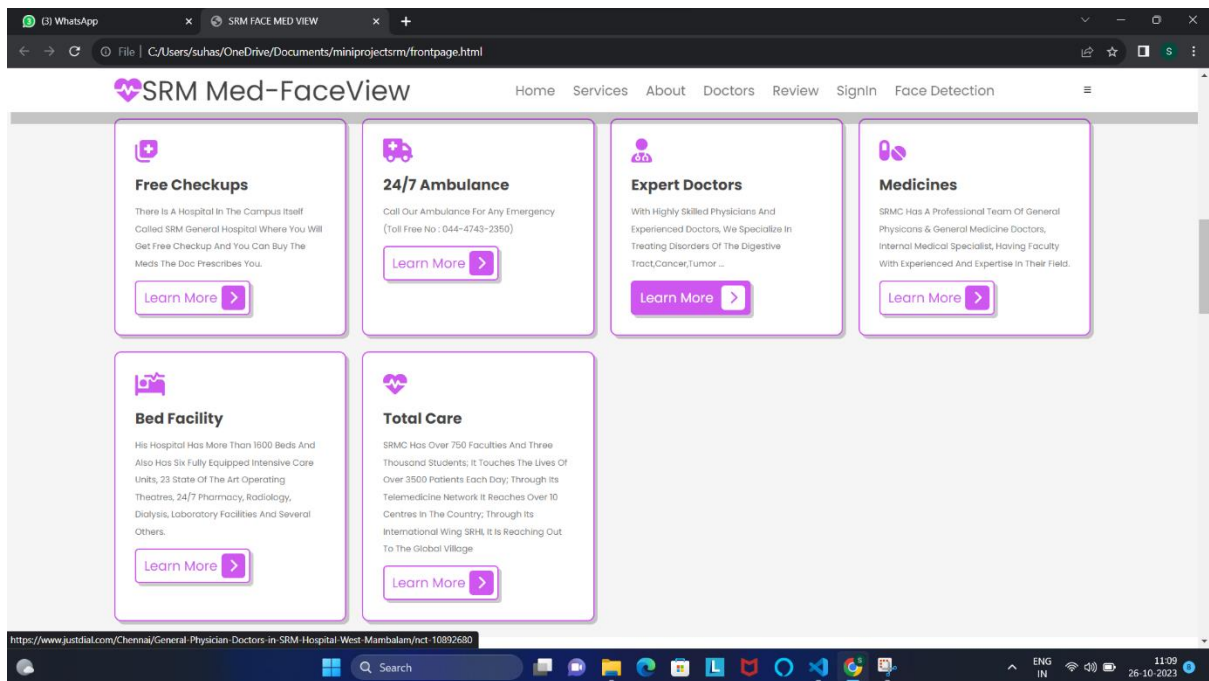 (3) WhatsApp
SRM FACE MED VIEW
File | C:/Users/suhas/OneDrive/Documents/miniprojectsrm/frontpage.html
S
SRM Med-FaceView
Home Services About Doctors Review SignIn Face Detection
Free Checkups
There Is A Hospital In The Campus Itself
Called SRM General Hospital Where You Will
Get Free Checkup And You Can Buy The
Meds The Doc Prescribes You.
Learn More
24/7 Ambulance
Call Our Ambulance For Any Emergency
(Toll Free No : 044-4743-2350)
Learn More
Expert Doctors
With Highly Skilled Physicians And
Experienced Doctors, We Specialize In
Treating Disorders Of The Digestive
Tract,Cancer,Tumor ...
Learn More
Medicines
SRMC Has A Professional Team Of General
Physicans & General Medicine Doctors,
Internal Medical Specialist, Having Faculty
With Experienced And Expertise In Their Field.
Learn More
Bed Facility
His Hospital Has More Than 1600 Beds And
Also Has Six Fully Equipped Intensive Care
Units, 23 State Of The Art Operating
Theatres, 24/7 Pharmacy, Radiology,
Dialysis, Laboratory Facilities And Several
Others.
Learn More
Total Care
SRMC Has Over 750 Faculties And Three
Thousand Students; It Touches The Lives Of
Over 3500 Patients Each Day; Through Its
Telemedicine Network It Reaches Over 10
Centres In The Country; Through Its
International Wing SRHI, It Is Reaching Out
To The Global Village
Learn More
https://www.justdial.com/Chennai/General-Physician-Doctors-in-SRM-Hospital-West-Mambalam/nct-10892680
Search
L
ENG
IN
11:09
26-10-2023
8